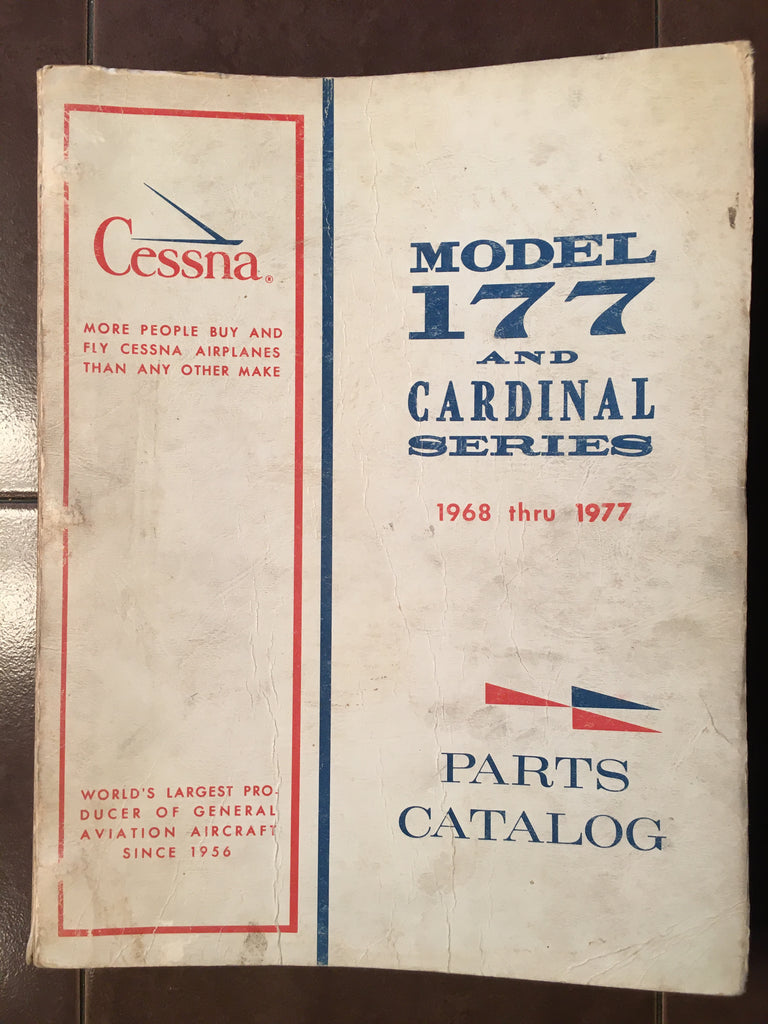 Cessna®
MORE PEOPLE BUY AND
FLY CESSNA AIRPLANES
THAN ANY OTHER MAKE
WORLD'S LARGEST PRO-
DUCER OF GENERAL
AVIATION AIRCRAFT
SINCE 1956
MODEL
177
AND
CARDINAL
SERIES
1968 thru 1977
PARTS
CATALOG